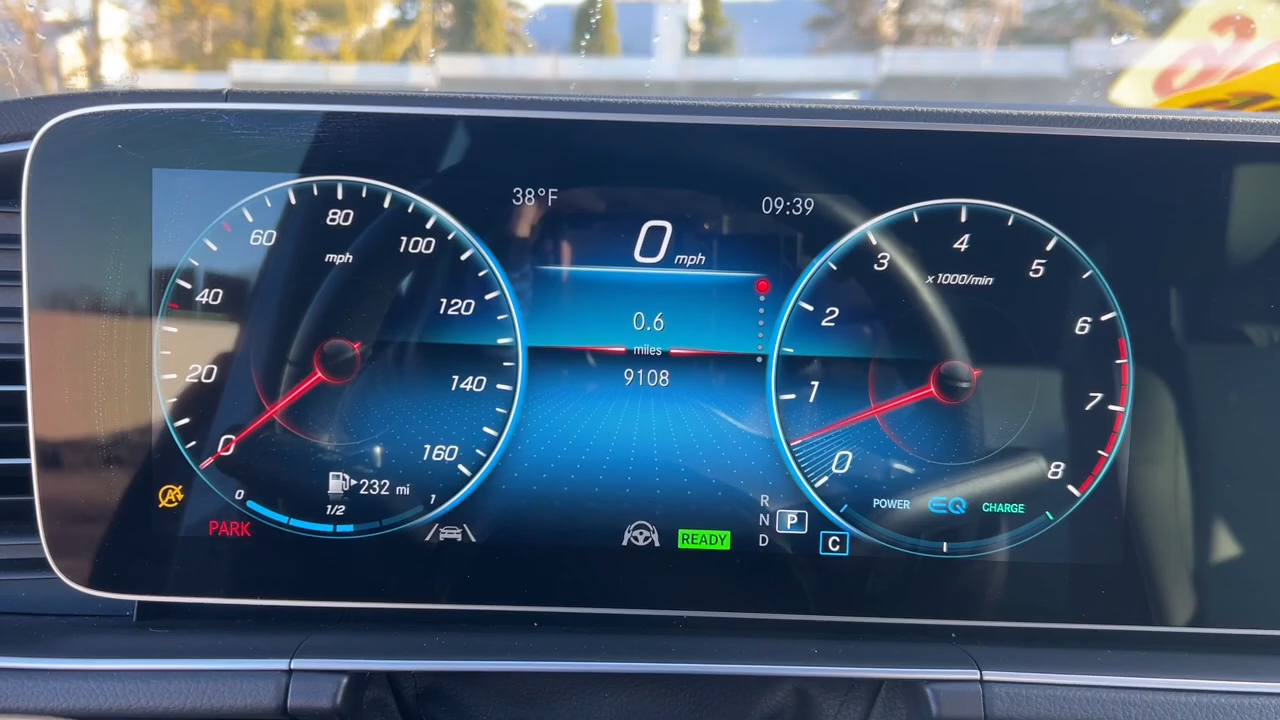 38°F
09:39
0 mph
0.6
miles
9108
0
20
40
60
80
100
120
140
160
mph
232 mi
0
1/2
1
PARK
A
READY
R
N
D
P
C
0
1
2
3
4
5
6
7
8
x1000/min
POWER
EQ
CHARGE